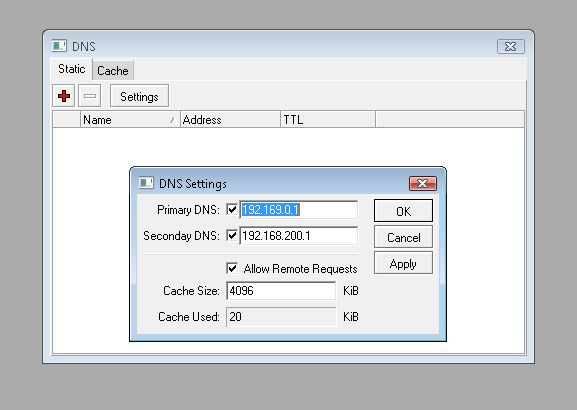 DNS
Static Cache
Settings
Name Address TTL
DNS Settings
Primary DNS: 192.169.0.1 OK
Seconday DNS: 192.168.200.1 Cancel
Allow Remote Requests Apply
Cache Size: 4096 KiB
Cache Used: 20 KiB